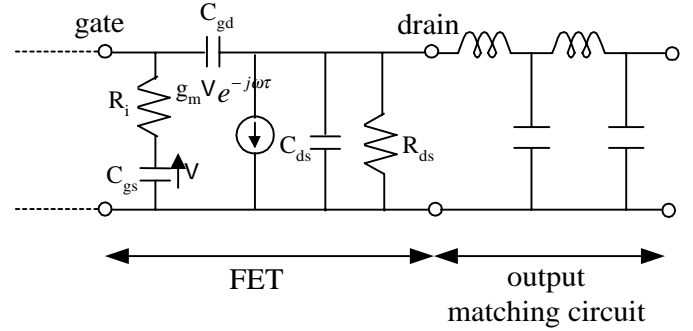 gate
C_gd
drain
R_i
g_m V e^{-jωτ}
C_gs
V
C_ds
R_ds
FET
output
matching circuit